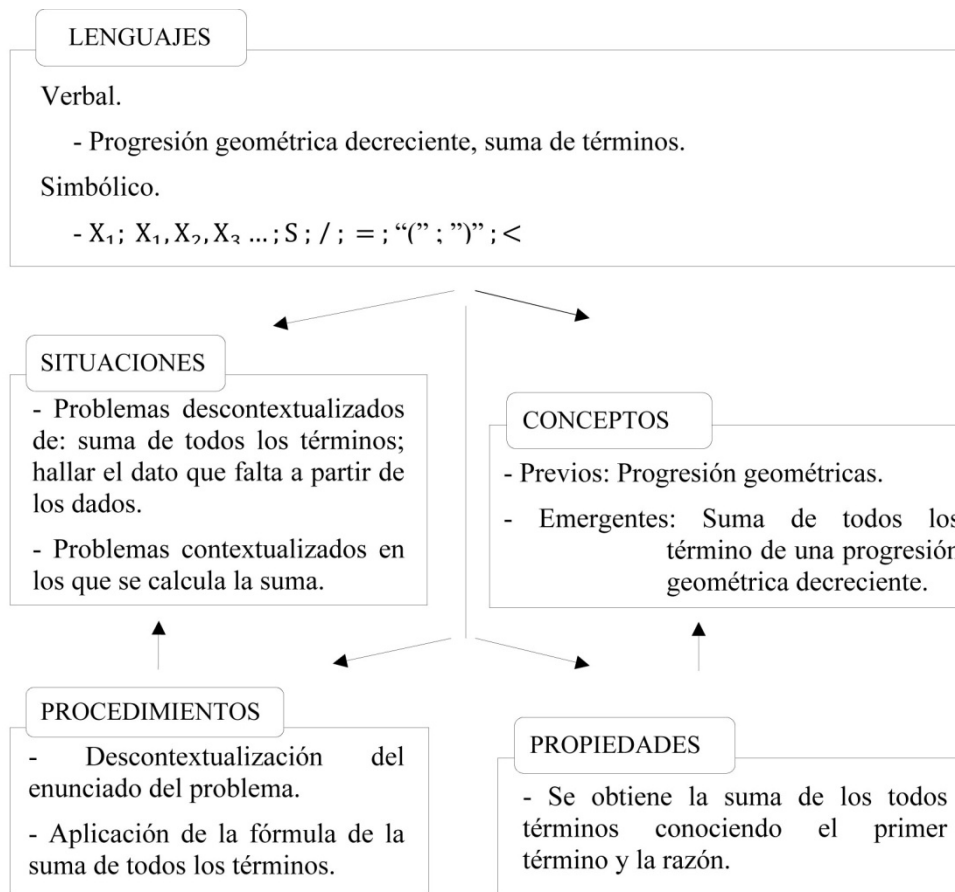 LENGUAJES
Verbal.
- Progresión geométrica decreciente, suma de términos.
Simbólico.
- X₁; X₁,X₂,X₃ …; S ; / ; = ; “(” ; ”)” ; <
SITUACIONES
- Problemas descontextualizados
de: suma de todos los términos;
hallar el dato que falta a partir de
los dados.
- Problemas contextualizados en
los que se calcula la suma.
CONCEPTOS
- Previos: Progresión geométricas.
- Emergentes: Suma de todos los
término de una progresión
geométrica decreciente.
PROCEDIMIENTOS
- Descontextualización del
enunciado del problema.
- Aplicación de la fórmula de la
suma de todos los términos.
PROPIEDADES
- Se obtiene la suma de los todos
términos conociendo el primer
término y la razón.